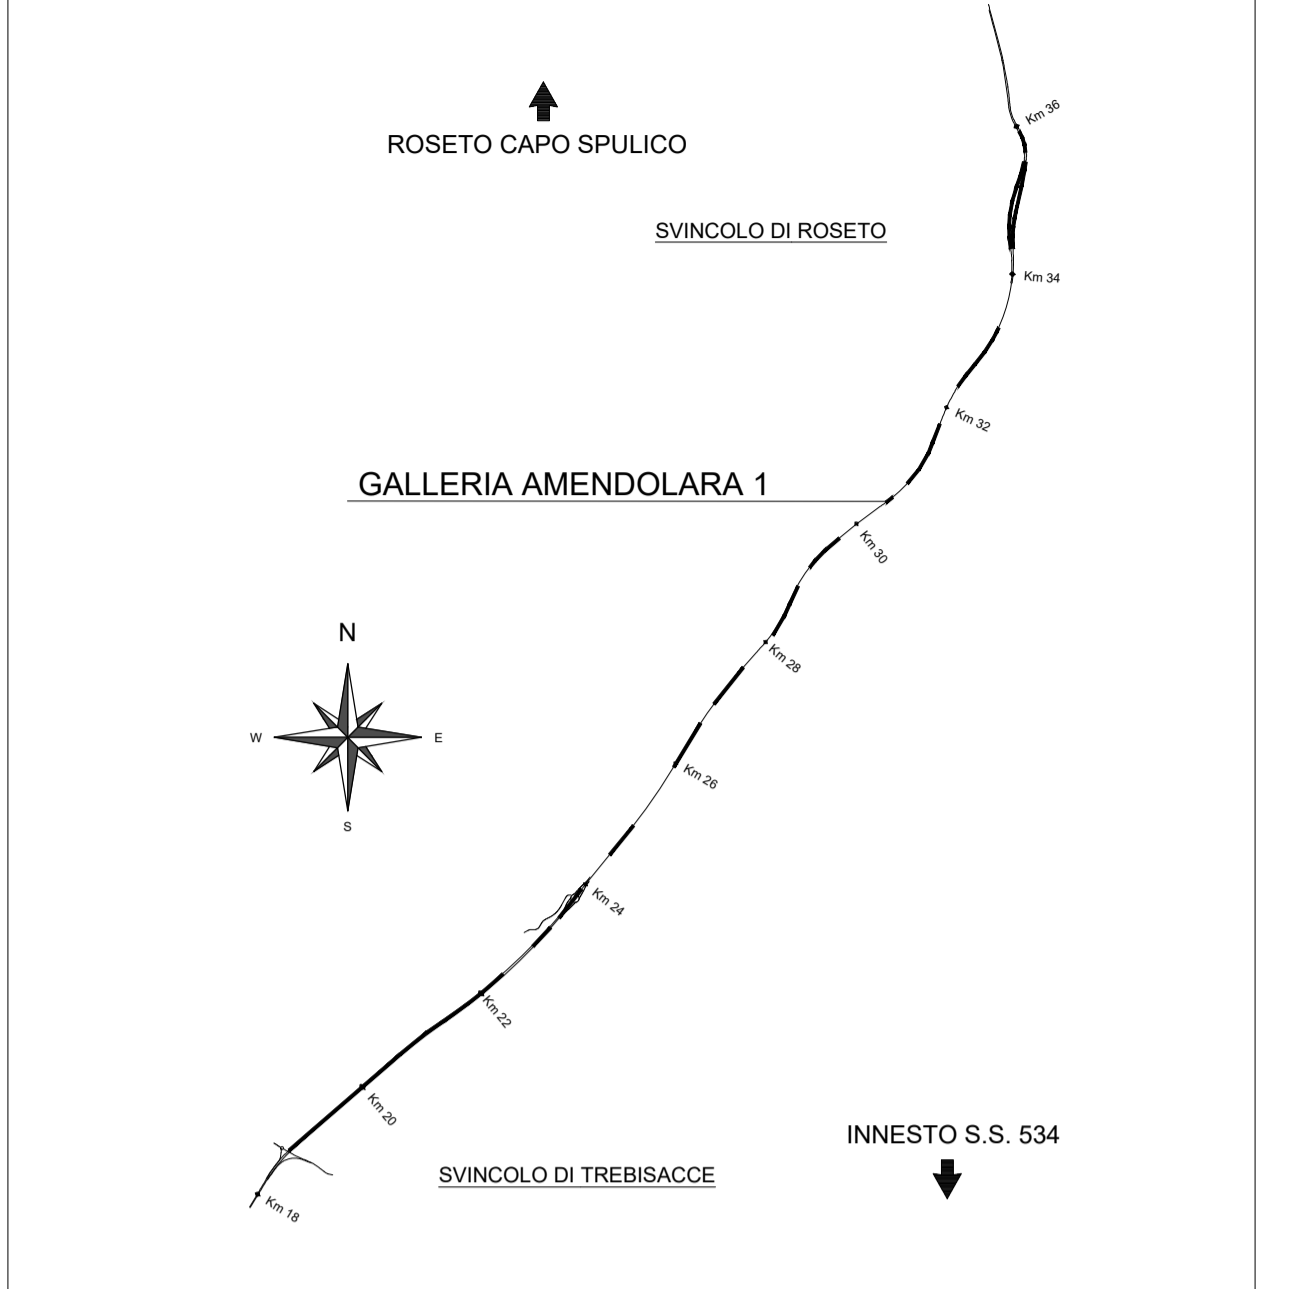 Km 36
ROSETO CAPO SPULICO
SVINCOLO DI ROSETO
Km 34
Km 32
GALLERIA AMENDOLARA 1
Km 30
N
Km 28
W
E
Km 26
S
Km 24
Km 22
Km 20
INNESTO S.S. 534
SVINCOLO DI TREBISACCE
Km 18